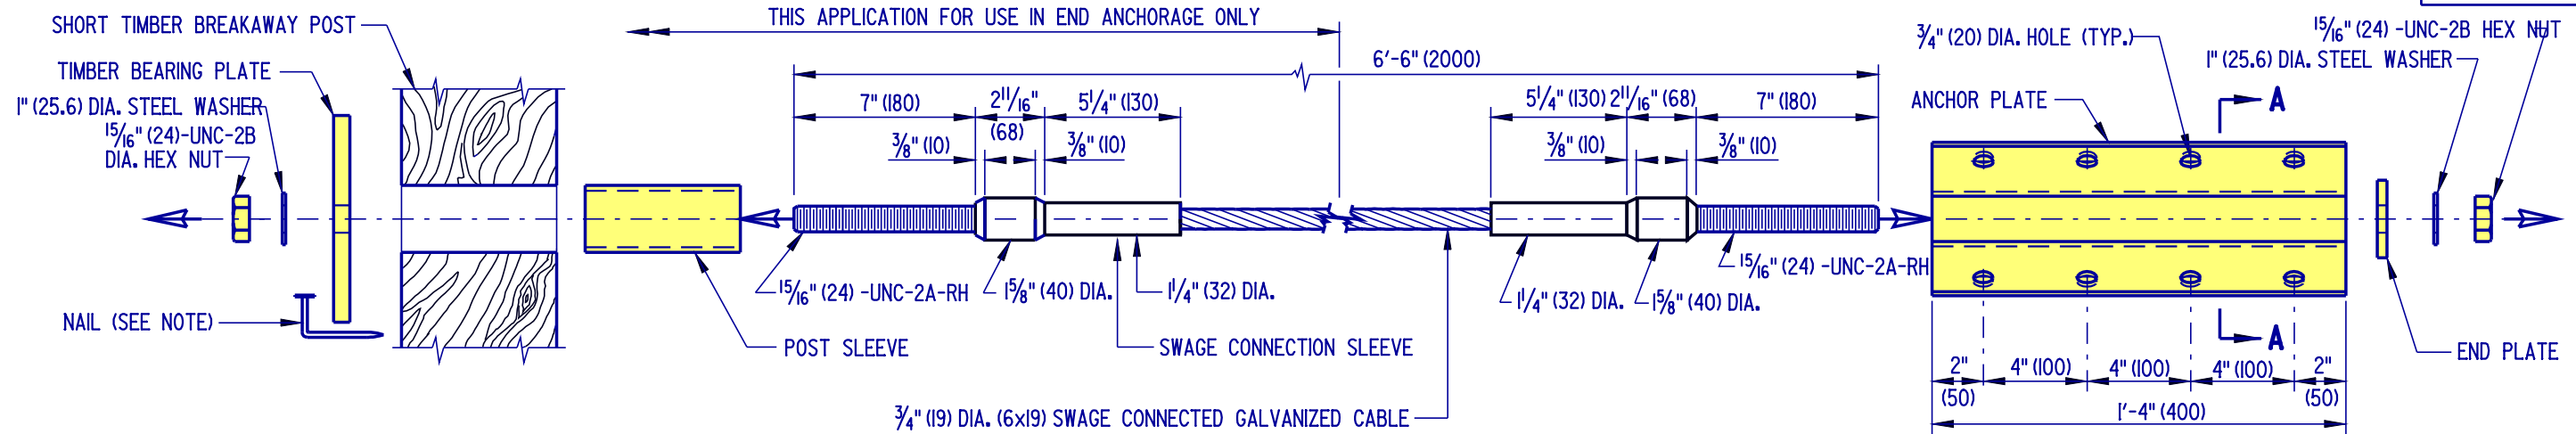 SHORT TIMBER BREAKAWAY POST
TIMBER BEARING PLATE
1" (25.6) DIA. STEEL WASHER
15/16" (24)-UNC-2B
DIA. HEX NUT
NAIL (SEE NOTE)
THIS APPLICATION FOR USE IN END ANCHORAGE ONLY
6'-6" (2000)
7" (180)
2 11/16"
(68)
5 1/4" (130)
3/8" (10)
3/8" (10)
5 1/4" (130)
2 11/16" (68)
7" (180)
3/8" (10)
3/8" (10)
15/16" (24) -UNC-2A-RH
1 5/8" (40) DIA.
1 1/4" (32) DIA.
1 1/4" (32) DIA.
1 5/8" (40) DIA.
15/16" (24) -UNC-2A-RH
POST SLEEVE
SWAGE CONNECTION SLEEVE
3/4" (19) DIA. (6x19) SWAGE CONNECTED GALVANIZED CABLE
3/4" (20) DIA. HOLE (TYP.)
ANCHOR PLATE
A
15/16" (24) -UNC-2B HEX NUT
1" (25.6) DIA. STEEL WASHER
A
END PLATE
2"
(50)
4" (100)
4" (100)
4" (100)
2"
(50)
1'-4" (400)